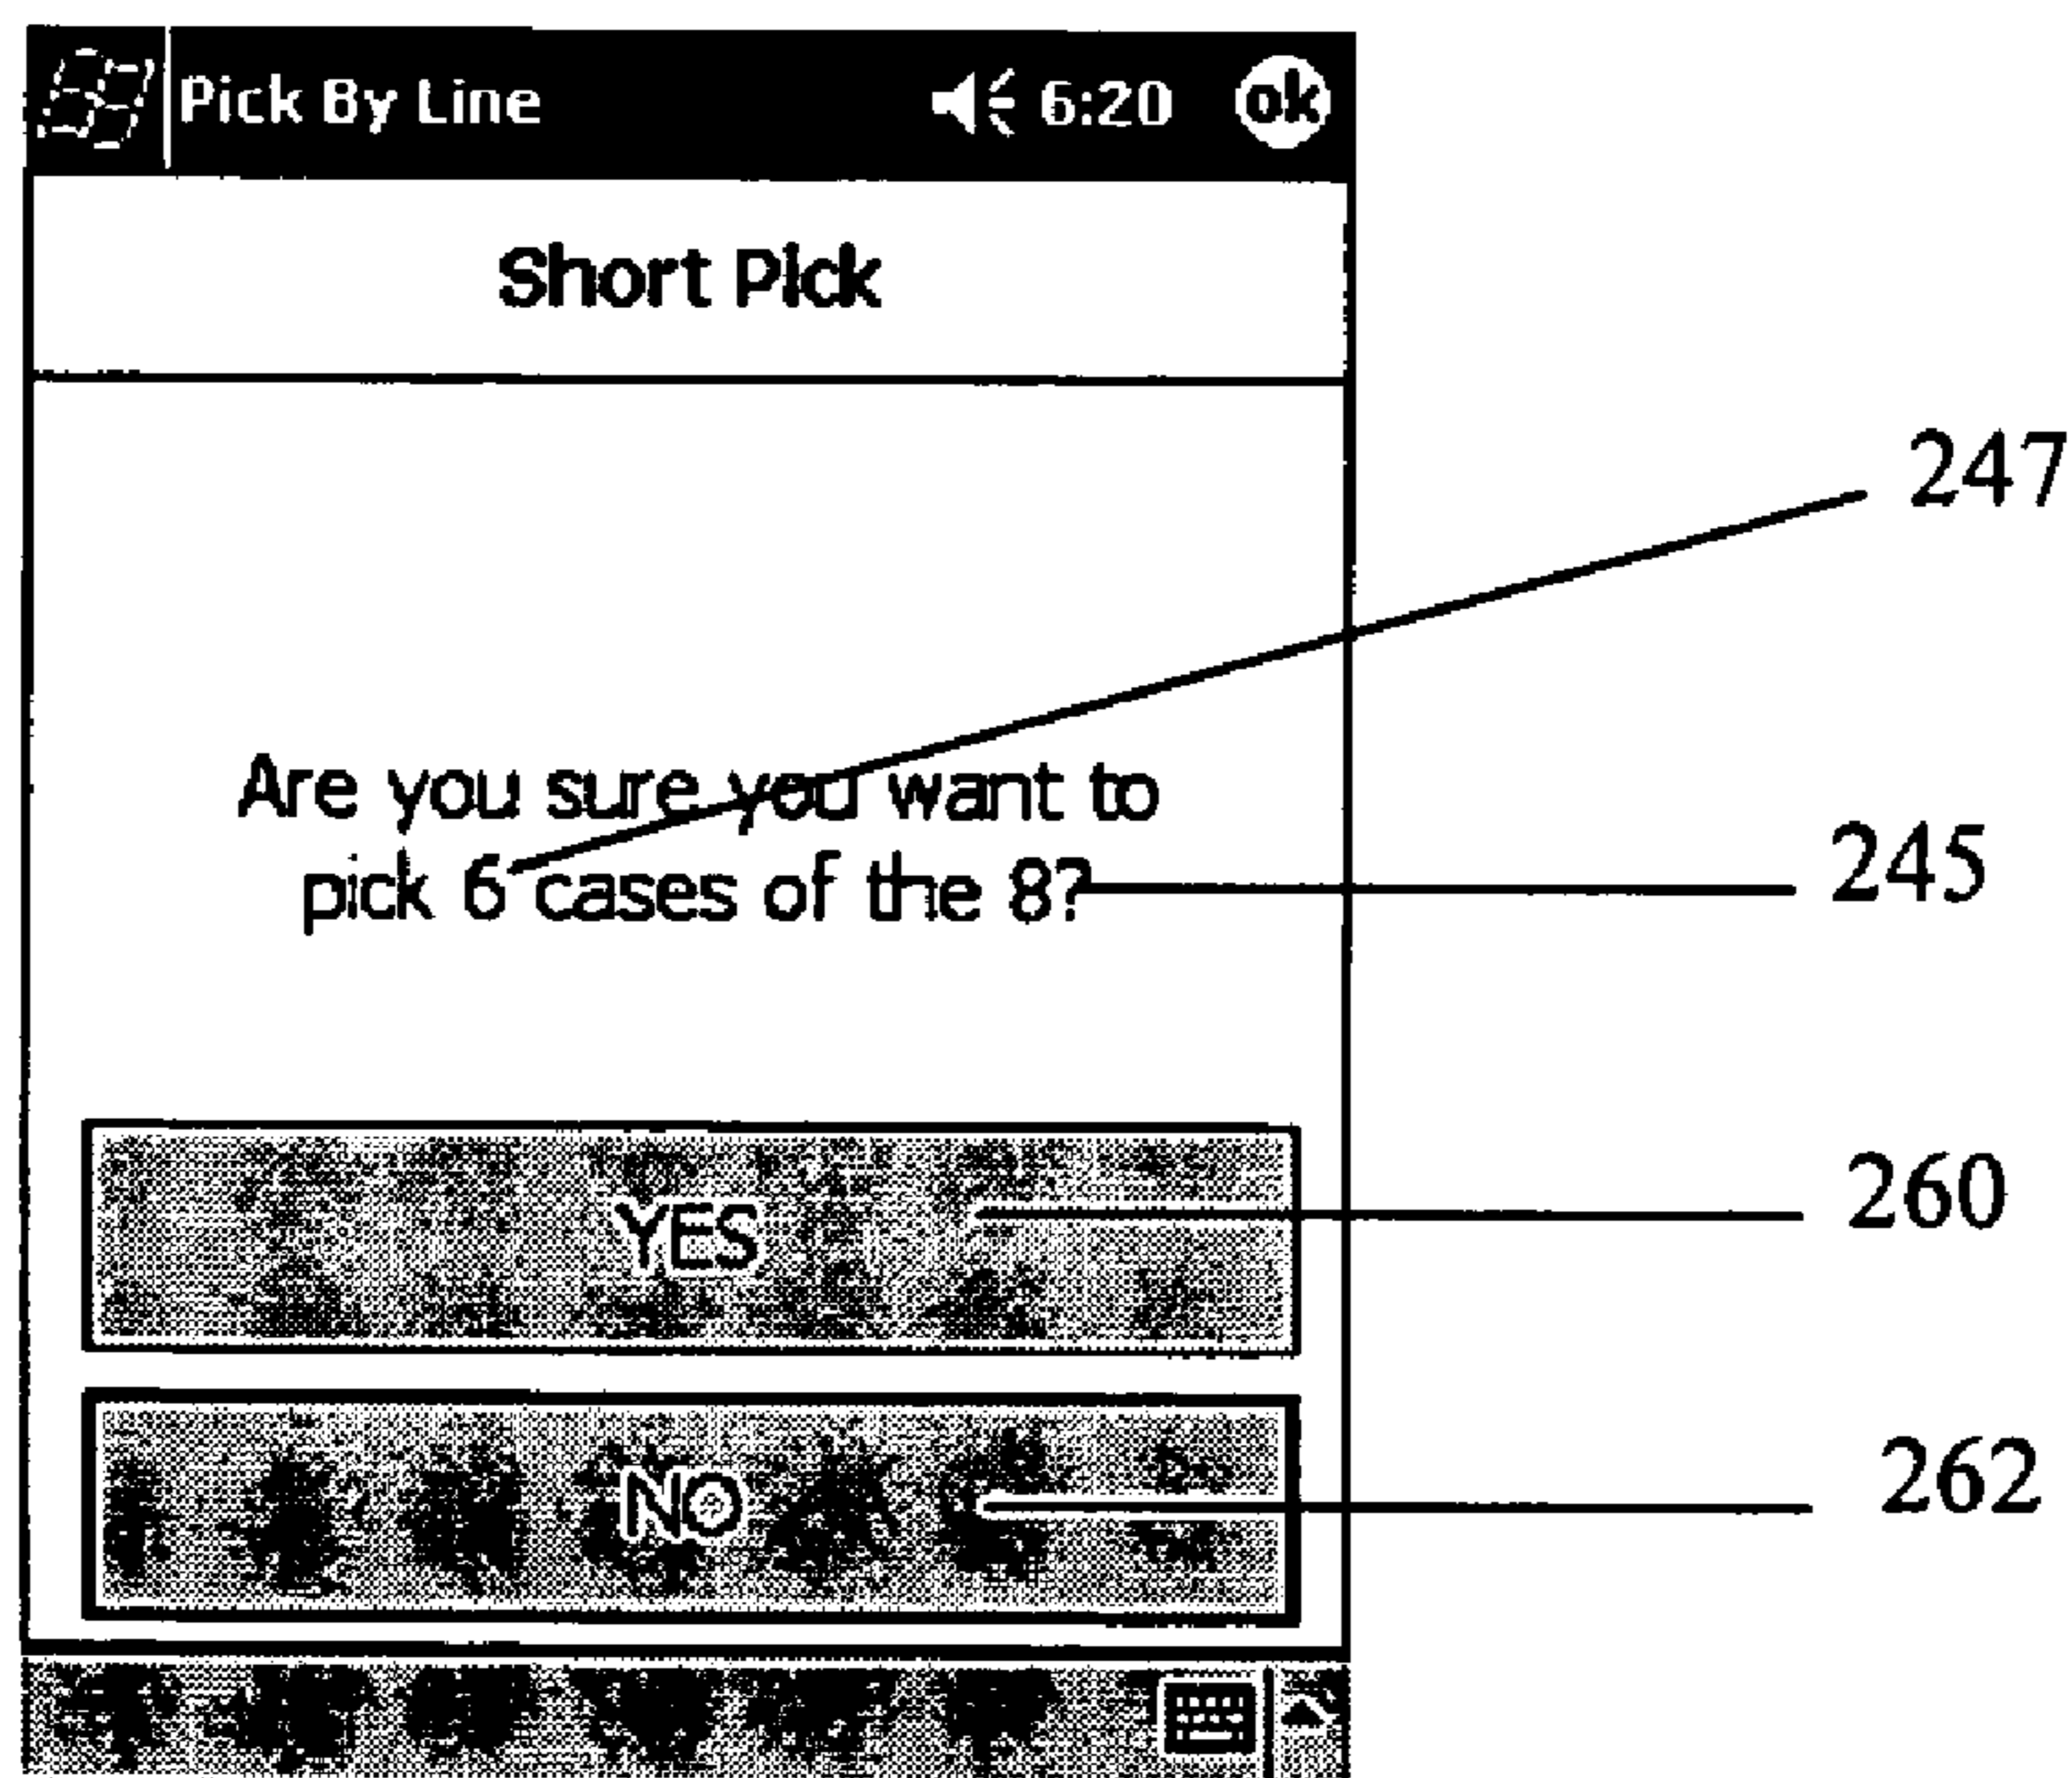 Pick By Line 6:20 ok
Short Pick
247
Are you sure you want to
pick 6 cases of the 8?
245
YES
260
NO
262